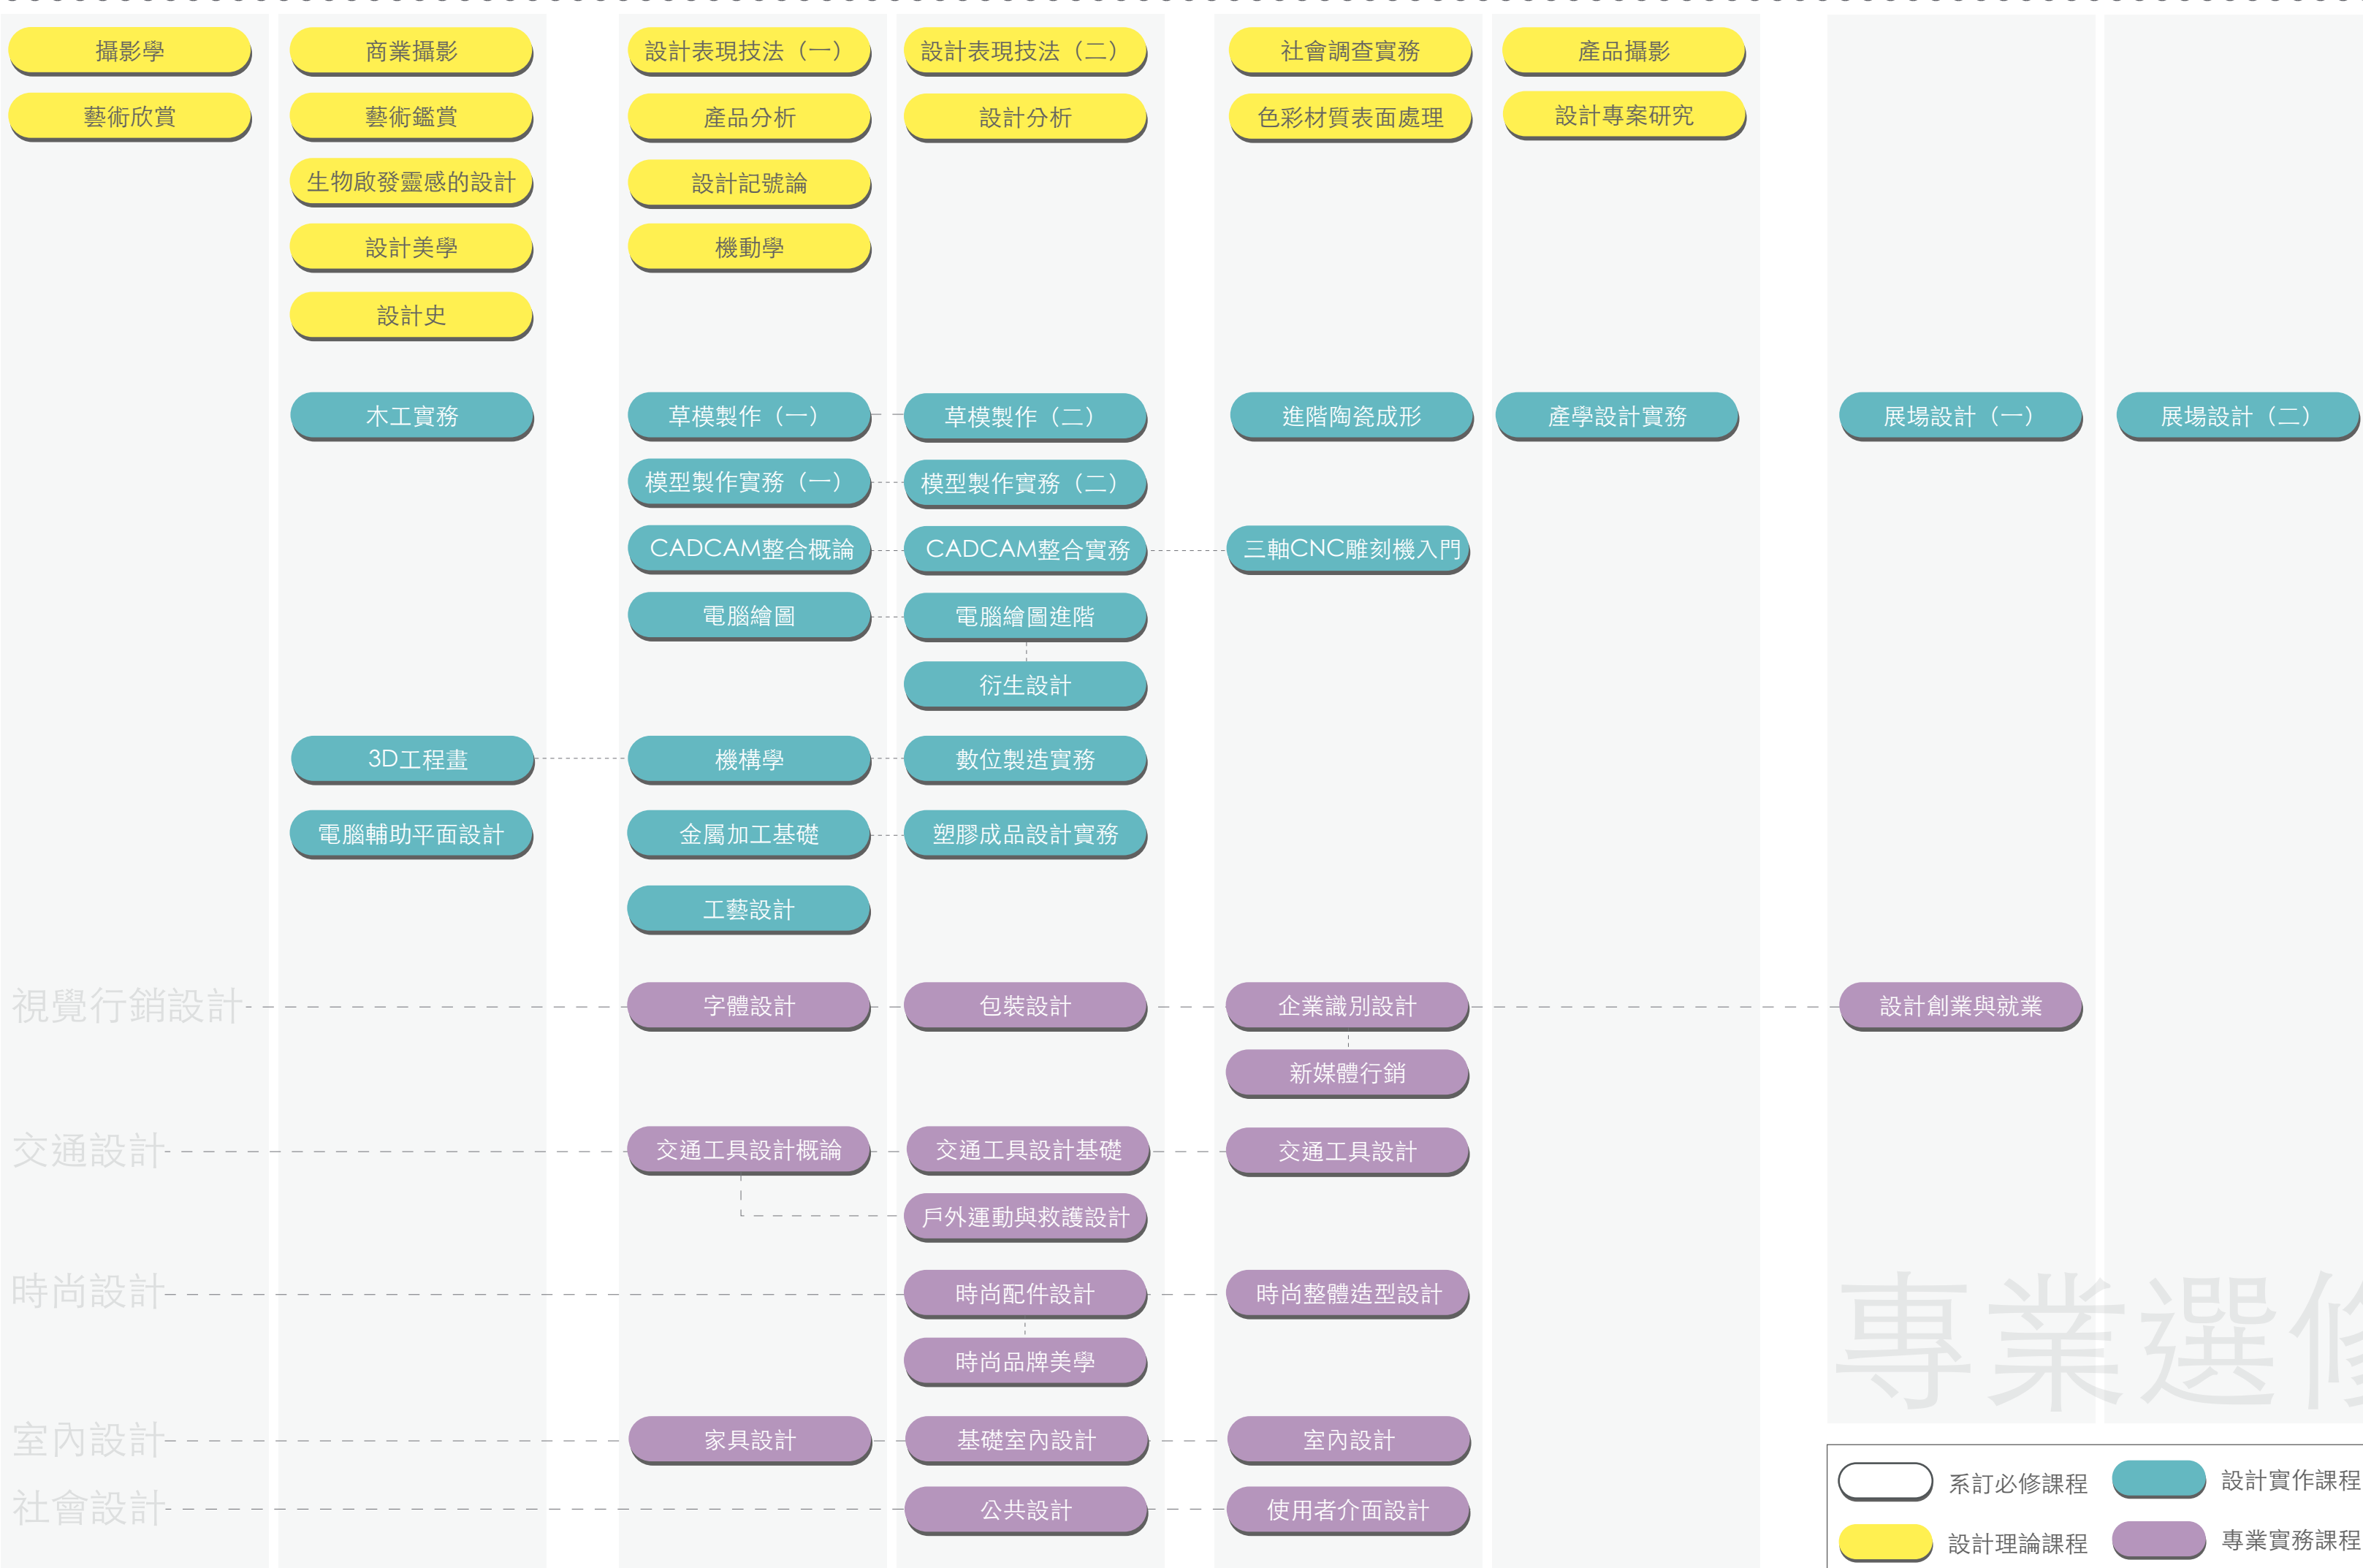 攝影學
商業攝影
設計表現技法（一）
設計表現技法（二）
社會調查實務
產品攝影
藝術欣賞
藝術鑑賞
產品分析
設計分析
色彩材質表面處理
設計專案研究
生物啟發靈感的設計
設計記號論
設計美學
機動學
設計史
木工實務
草模製作（一）
草模製作（二）
進階陶瓷成形
產學設計實務
展場設計（一）
展場設計（二）
模型製作實務（一）
模型製作實務（二）
CADCAM整合概論
CADCAM整合實務
三軸CNC雕刻機入門
電腦繪圖
電腦繪圖進階
衍生設計
3D工程畫
機構學
數位製造實務
電腦輔助平面設計
金屬加工基礎
塑膠成品設計實務
工藝設計
視覺行銷設計
字體設計
包裝設計
企業識別設計
設計創業與就業
新媒體行銷
交通設計
交通工具設計概論
交通工具設計基礎
交通工具設計
戶外運動與救護設計
時尚設計
時尚配件設計
時尚整體造型設計
時尚品牌美學
專業選修
室內設計
家具設計
基礎室內設計
室內設計
社會設計
公共設計
使用者介面設計
系訂必修課程
設計實作課程
設計理論課程
專業實務課程